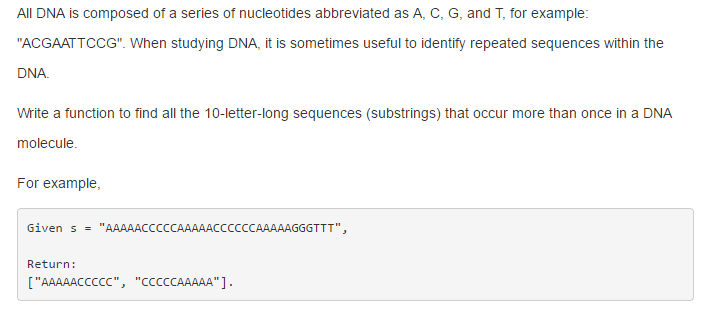 All DNA is composed of a series of nucleotides abbreviated as A, C, G, and T, for example:
"ACGAATTCCG". When studying DNA, it is sometimes useful to identify repeated sequences within the
DNA.
Write a function to find all the 10-letter-long sequences (substrings) that occur more than once in a DNA
molecule.
For example,
Given s = "AAAAACCCCCAAAAACCCCCCAAAAAGGGTTT",
Return:
["AAAAACCCCC", "CCCCCAAAAA"].